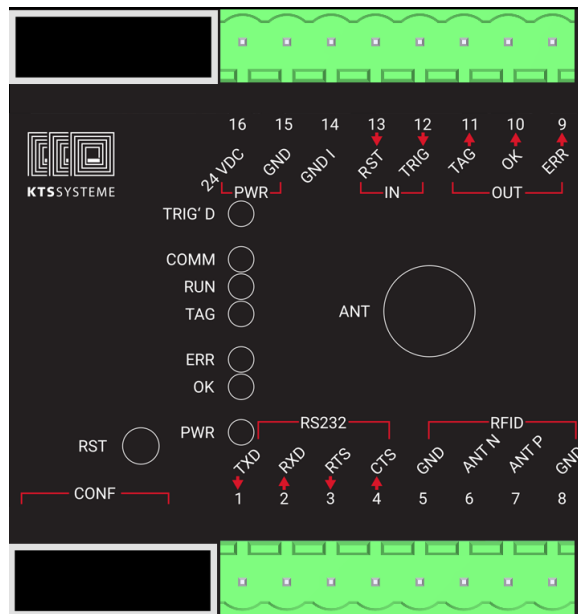 16 15 14 13 12 11 10 9
24 VDC GND GND I RST TRIG TAG OK ERR
PWR IN OUT
KTSSYSTEME
TRIG' D
COMM
RUN
TAG
ANT
ERR
OK
PWR
RS232 RFID
RST
TXD RXD RTS CTS GND ANT N ANT P GND
CONF
1 2 3 4 5 6 7 8